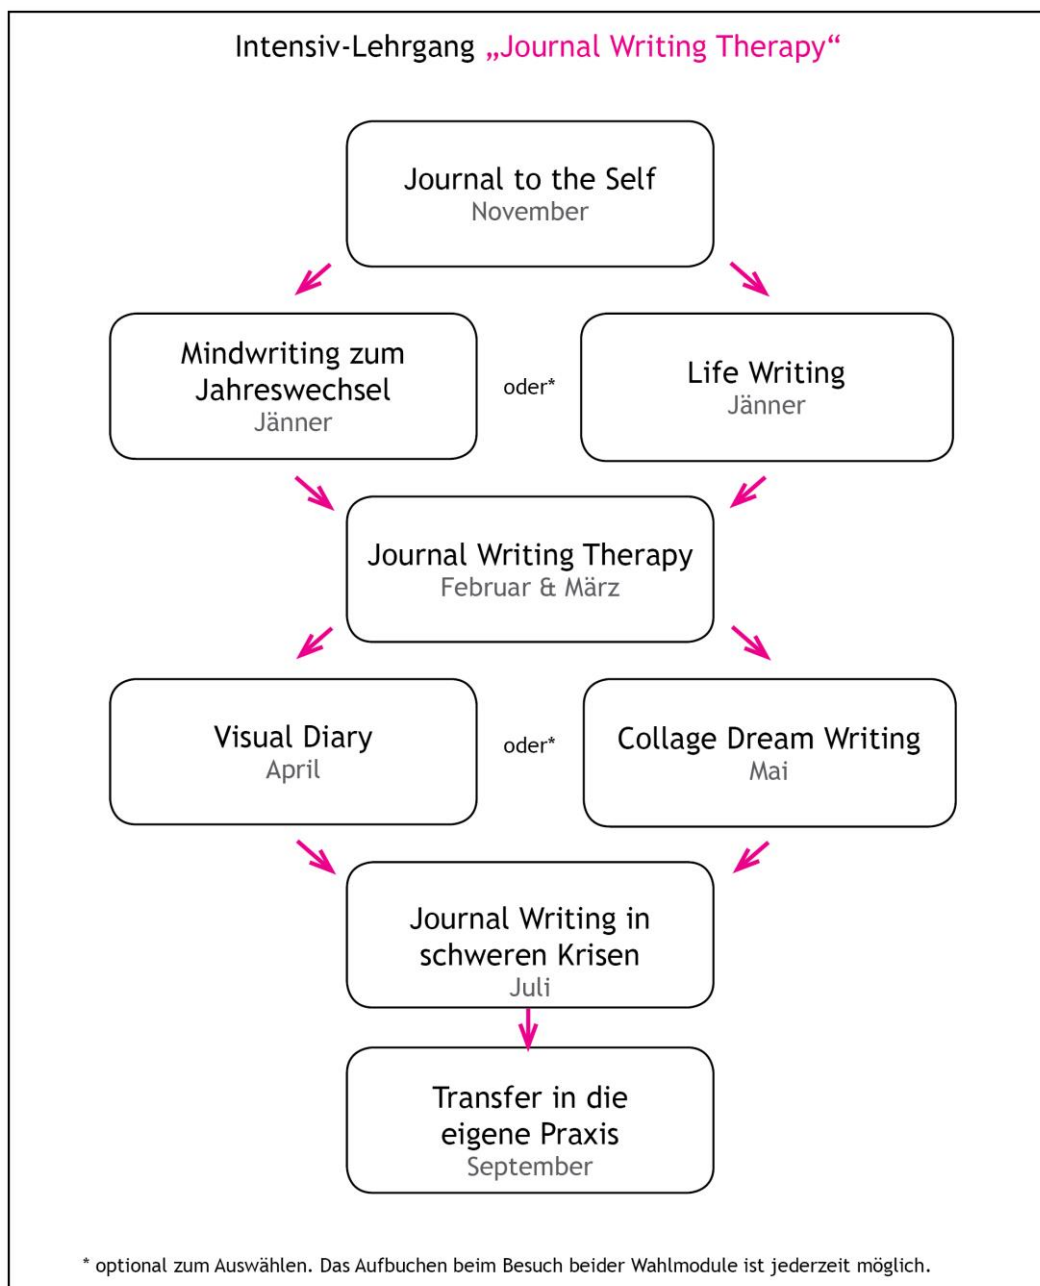 Intensiv-Lehrgang „Journal Writing Therapy“
Journal to the Self
November
Mindwriting zum
Jahreswechsel
Jänner
oder*
Life Writing
Jänner
Journal Writing Therapy
Februar & März
Visual Diary
April
oder*
Collage Dream Writing
Mai
Journal Writing in
schweren Krisen
Juli
Transfer in die
eigene Praxis
September
* optional zum Auswählen. Das Aufbuchen beim Besuch beider Wahlmodule ist jederzeit möglich.